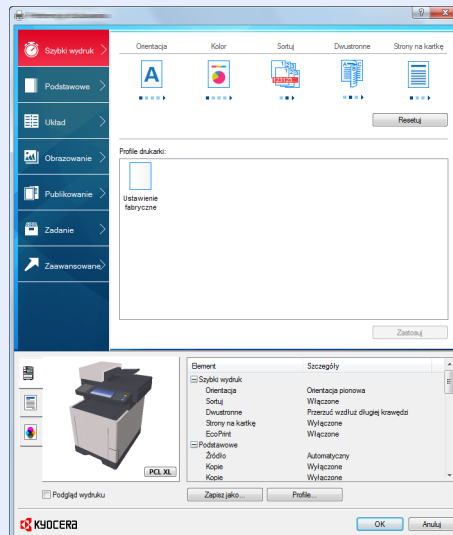 Szybki wydruk
Podstawowe
Układ
Obrazowanie
Publikowanie
Zadanie
Zaawansowane
Orientacja Kolor Sortuj Dwustronne Strony na kartkę
A
123123
A B C
Resetuj
Profile drukarki:
Ustawienie
fabryczne
Zastosuj
PCL XL
Podgląd wydruku
Element Szczegóły
Szybki wydruk
Orientacja Orientacja pionowa
Sortuj Włączone
Dwustronne Przerzuć wzdłuż długiej krawędzi
Strony na kartkę Wyłączone
EcoPrint Włączone
Podstawowe
Źródło Automatyczny
Kopie Wyłączone
Kopie Wyłączone
Zapisz jako... Profile...
KYOCERA
OK Anuluj